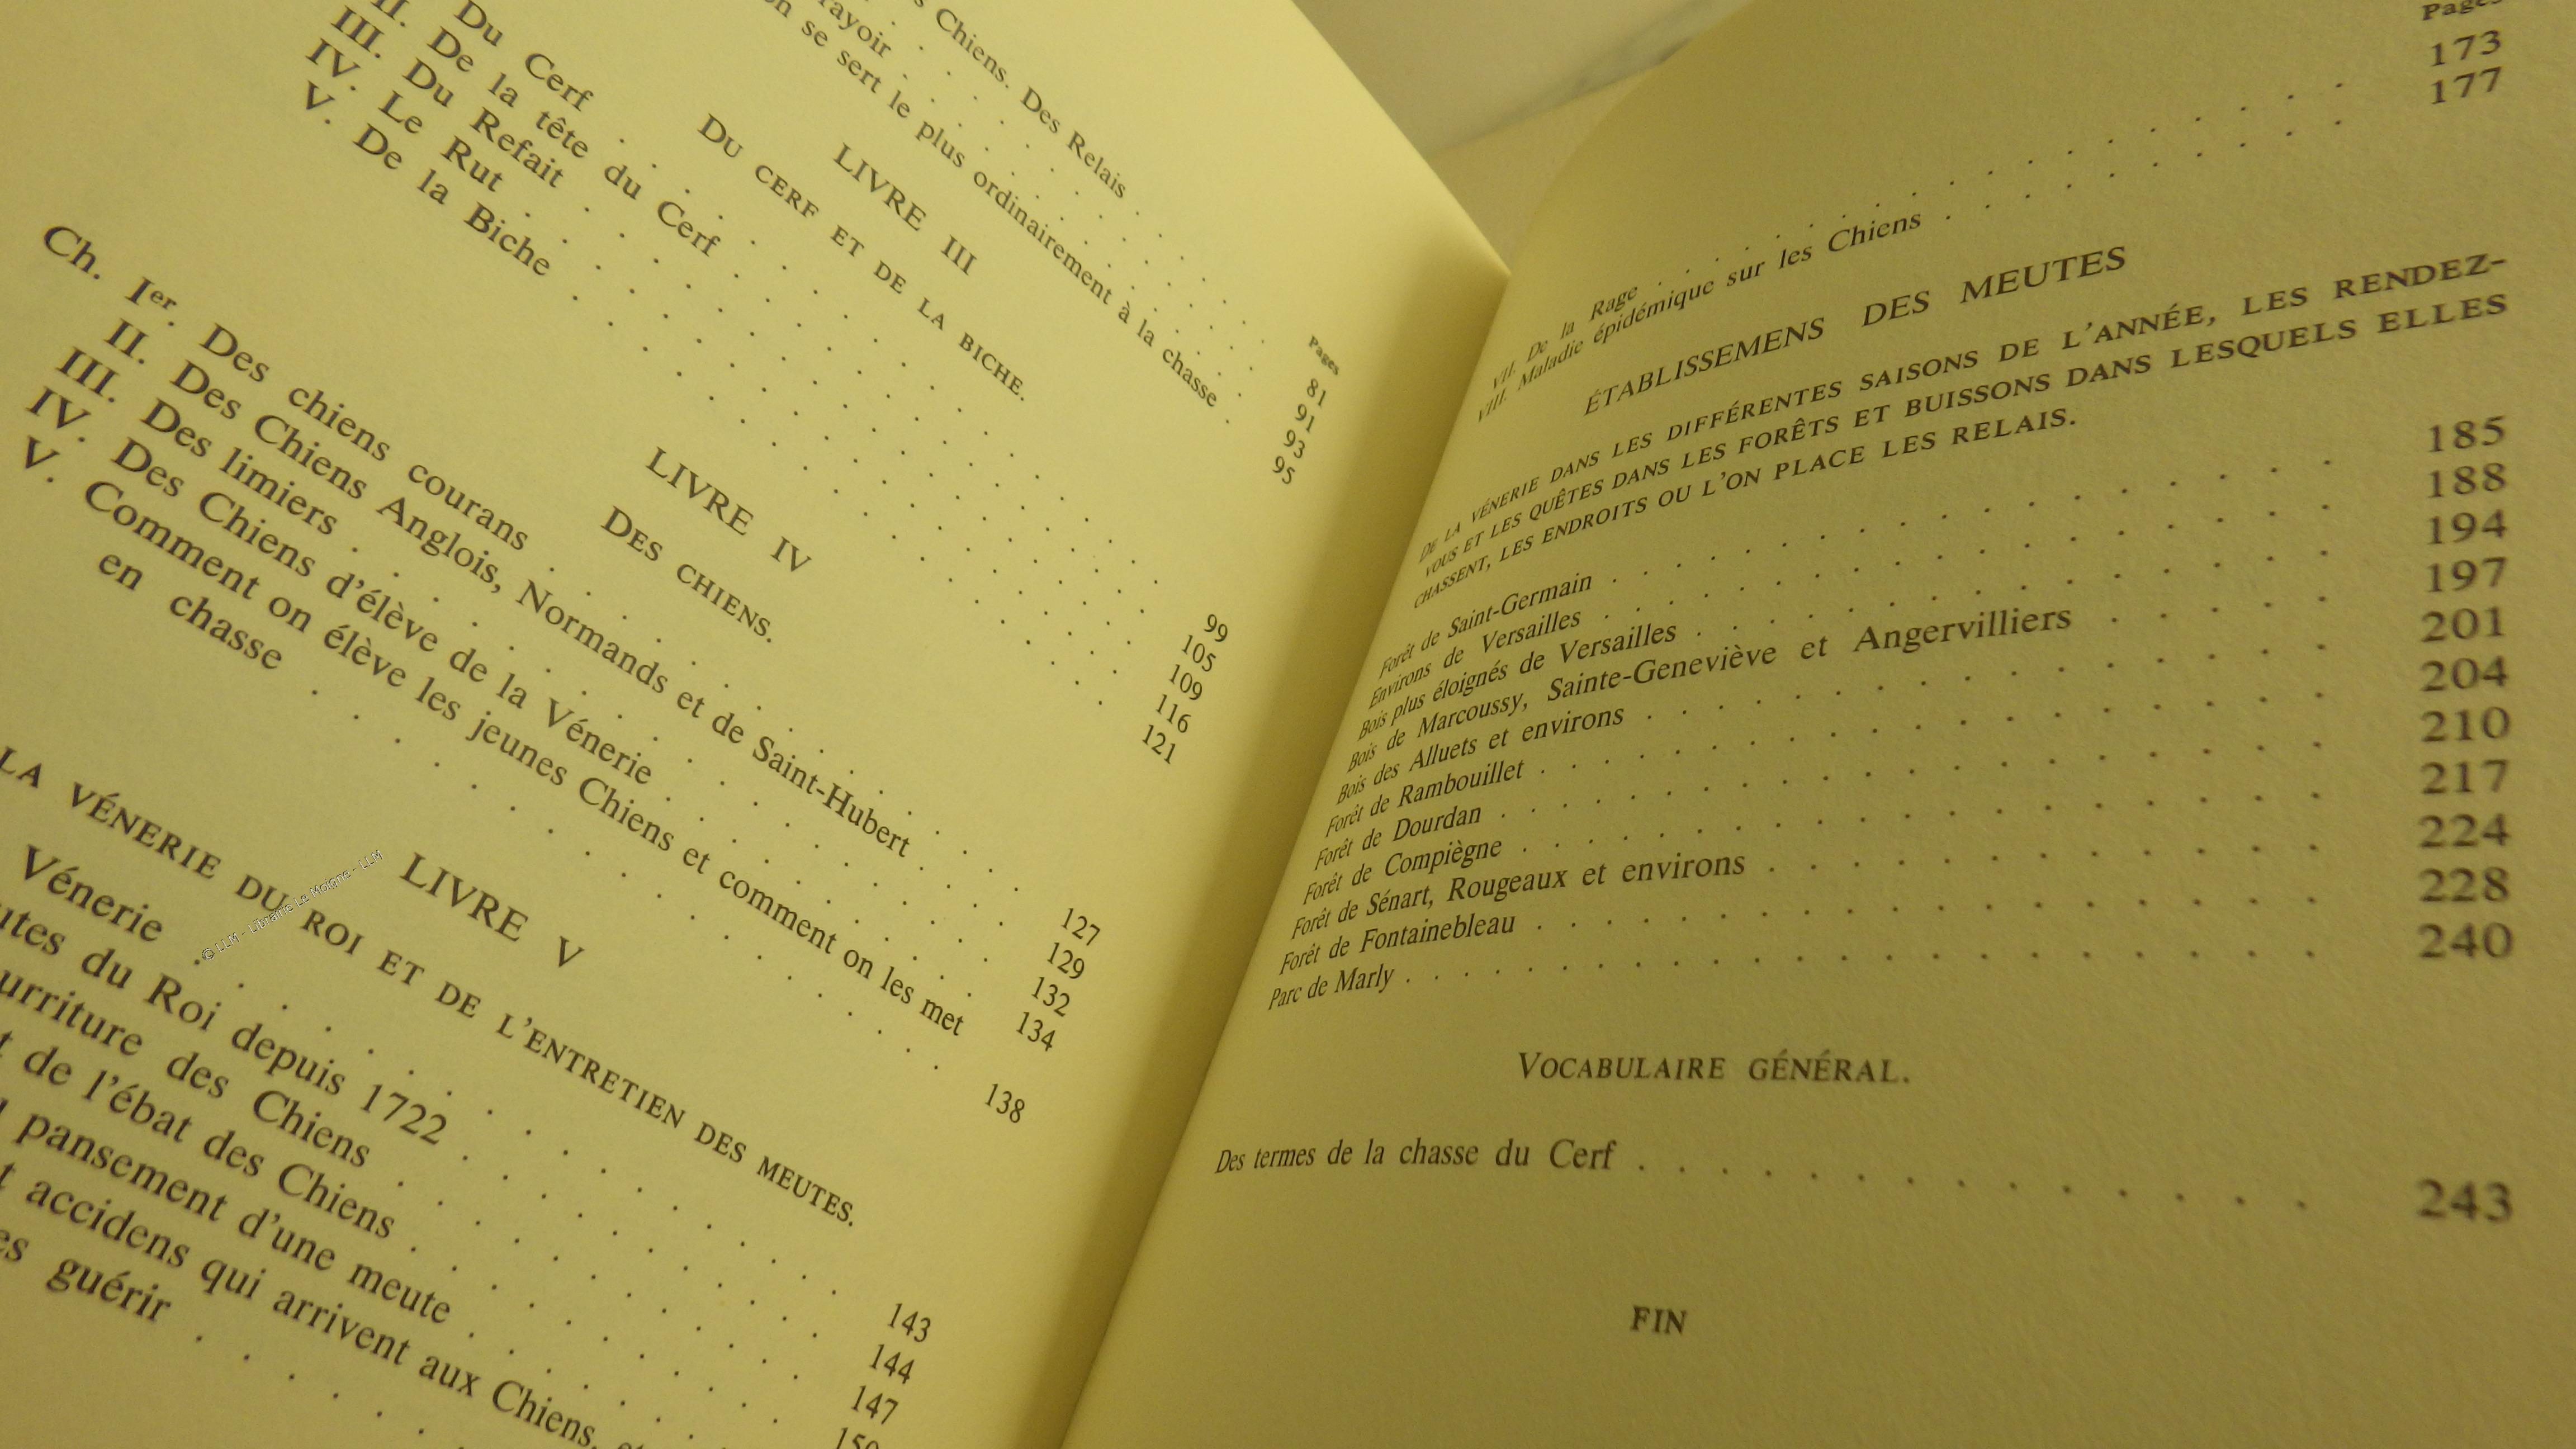 Chiens. Des Relais
rayoir
se sert le plus ordinairement à la chasse
Pages
81
91
93
95
LIVRE III
DU CERF ET DE LA BICHE.
Du Cerf
II. De la tête du Cerf
III. Du Refait
IV. Le Rut
V. De la Biche
99
105
109
116
121
LIVRE IV
DES CHIENS.
Ch. Ier. Des chiens courans
II. Des Chiens Anglois, Normands et de Saint-Hubert
III. Des limiers
IV. Des Chiens d'élève de la Vénerie
V. Comment on élève les jeunes Chiens et comment on les met
en chasse
127
129
132
134
138
LIVRE V
LA VÉNERIE DU ROI ET DE L'ENTRETIEN DES MEUTES.
Vénerie
du Roi depuis 1722
urriture des Chiens
de l'ébat des Chiens
pansement d'une meute
accidens qui arrivent aux Chiens,
guérir
143
144
147
© LLM - Librairie Le Moigne - LLM
Pages
VII. De la Rage 173
VIII. Maladie épidémique sur les Chiens 177
ÉTABLISSEMENS DES MEUTES
DE LA VÉNERIE DANS LES DIFFÉRENTES SAISONS DE L'ANNÉE, LES RENDEZ-
VOUS ET LES QUÊTES DANS LES FORÊTS ET BUISSONS DANS LESQUELS ELLES
CHASSENT, LES ENDROITS OU L'ON PLACE LES RELAIS.
Forêt de Saint-Germain 185
Environs de Versailles 188
Bois plus éloignés de Versailles 194
Bois de Marcoussy, Sainte-Geneviève et Angervilliers 197
Bois des Alluets et environs 201
Forêt de Rambouillet 204
Forêt de Dourdan 210
Forêt de Compiègne 217
Forêt de Sénart, Rougeaux et environs 224
Forêt de Fontainebleau 228
Parc de Marly 240
VOCABULAIRE GÉNÉRAL.
Des termes de la chasse du Cerf 243
FIN